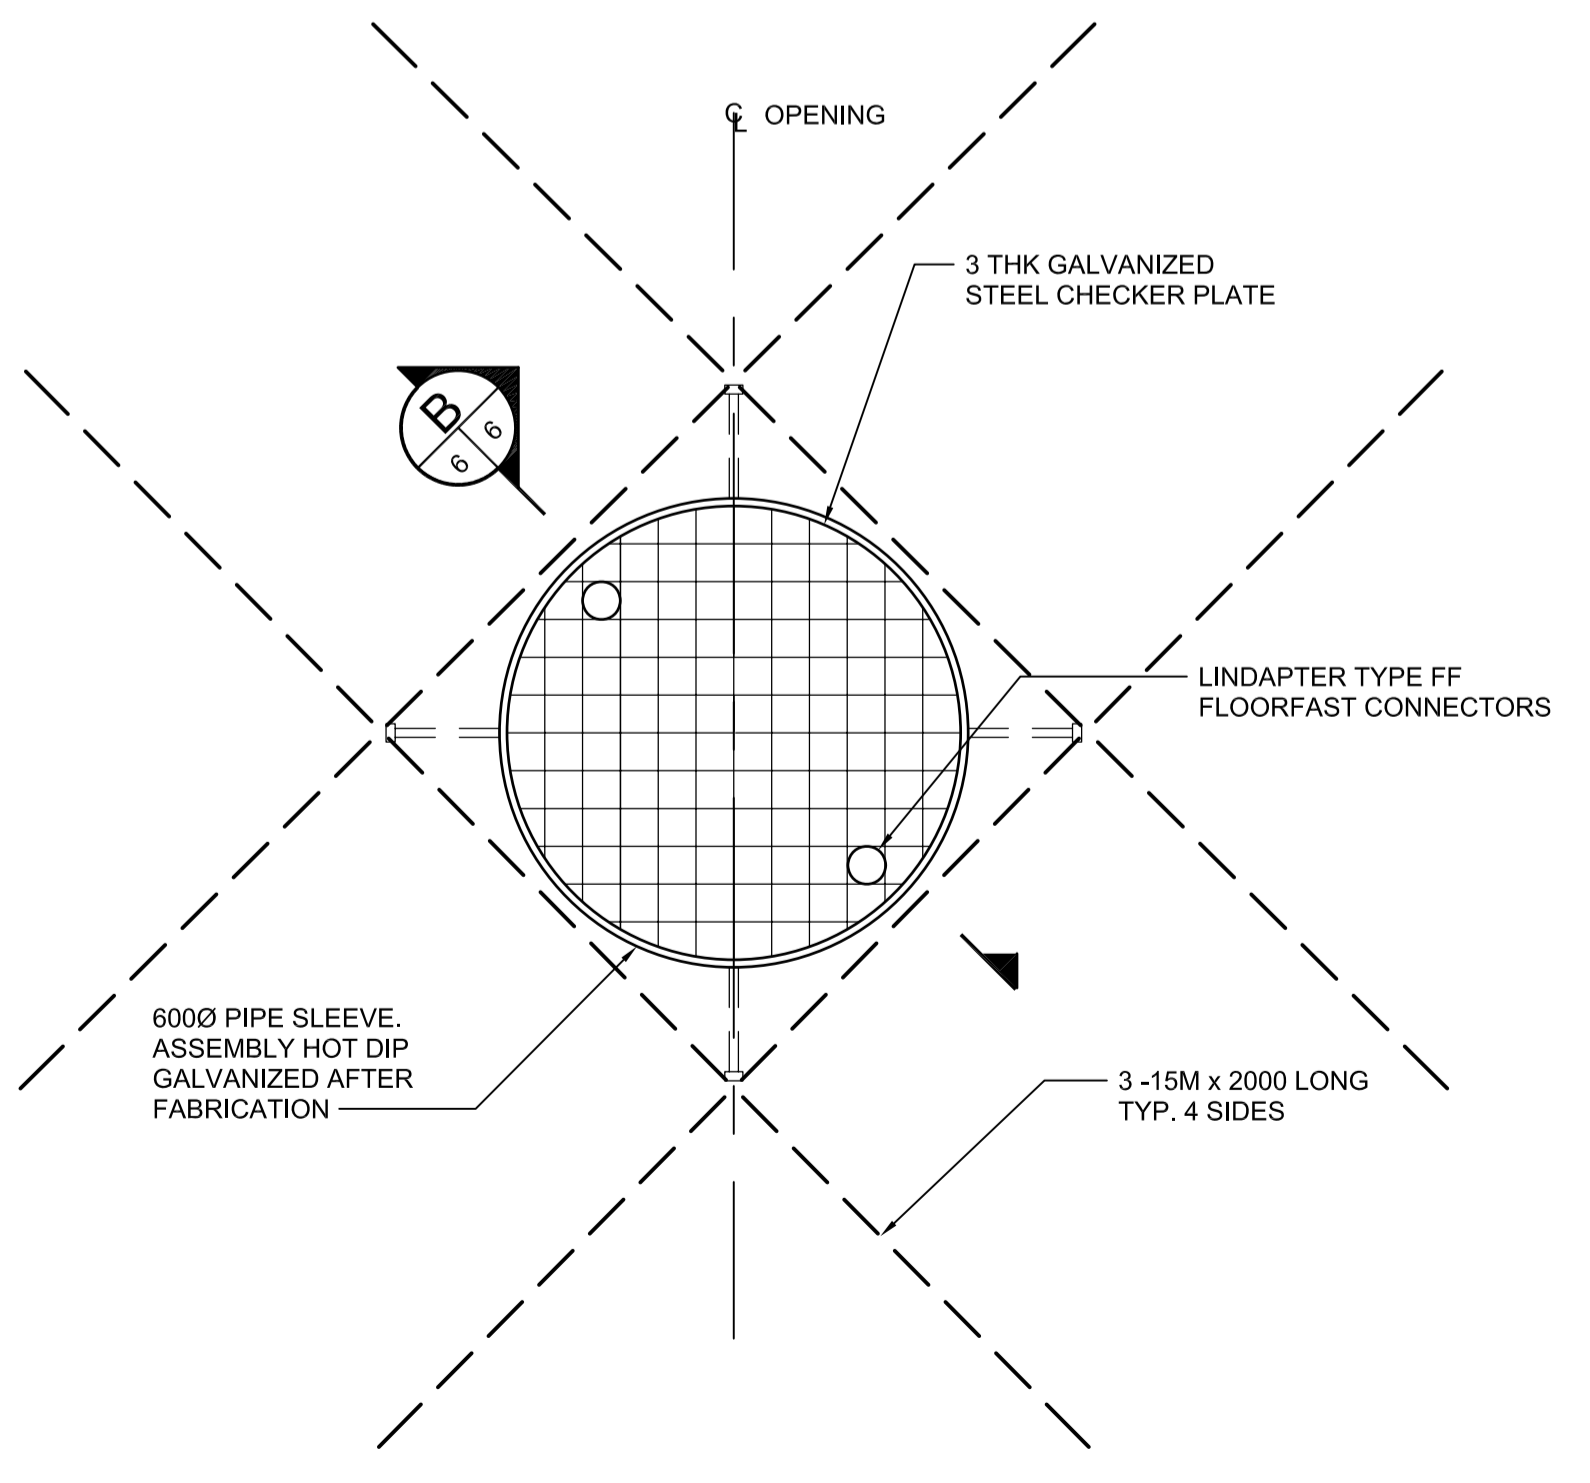 ℄ OPENING
3 THK GALVANIZED
STEEL CHECKER PLATE
B
6
6
LINDAPTER TYPE FF
FLOORFAST CONNECTORS
600Ø PIPE SLEEVE.
ASSEMBLY HOT DIP
GALVANIZED AFTER
FABRICATION
3 -15M x 2000 LONG
TYP. 4 SIDES